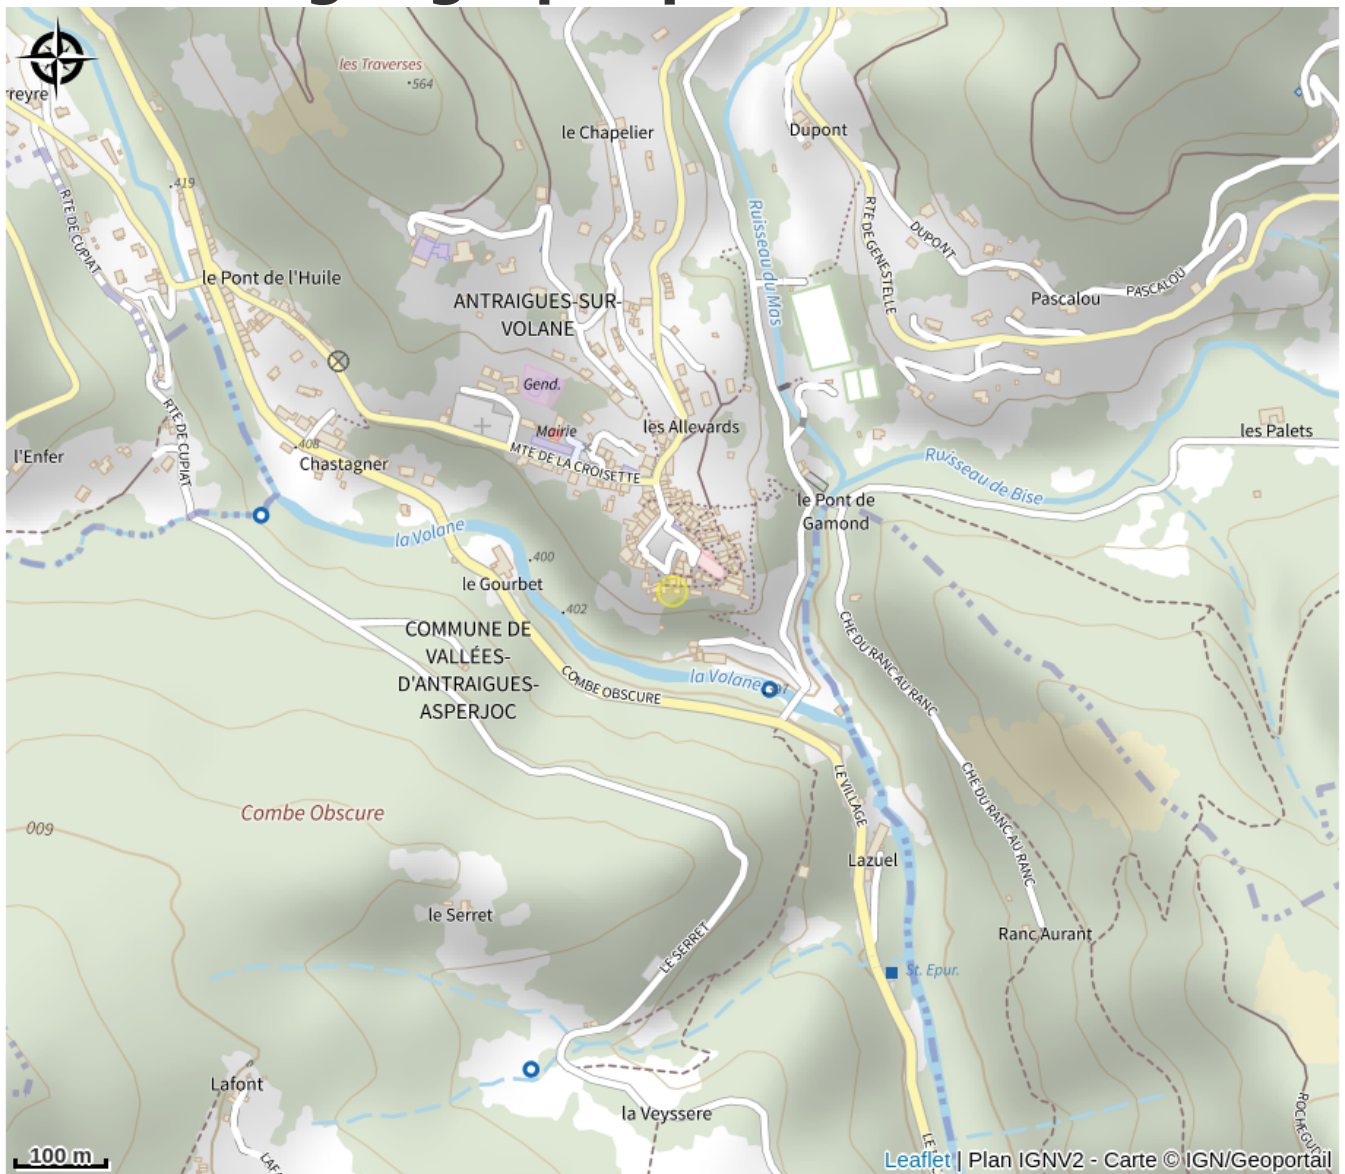 les Traverses
564
rreyre
le Chapelier
Dupont
419
RTE DE CUPIAT
Ruisseau du Mas
RTE DE GENESTELLE
DUPONT
le Pont de l'Huile
PASCALOU
Pascalou
ANTRAIGUES-SUR-
VOLANE
Gend.
Mairie
les Allevards
les Palets
RTE DE CUPIAT
408
MTE DE LA CROISETTE
l'Enfer
Chastagner
Ruisseau de Bise
le Pont de
Gamond
la Volane
400
le Gourbet
402
COMMUNE DE
VALLÉES-
D'ANTRAIGUES-
ASPERJOC
CHE DU RANC AU RANC
COMBE OBSCURE
la Volane
CHE DU RANC AU RANC
LE VILLAGE
Combe Obscure
009
Lazuel
le Serret
Ranc Aurant
LE SERRET
St. Epur.
Lafont
la Veyssere
LE
100 m
Leaflet | Plan IGNV2 - Carte © IGN/Geoportail